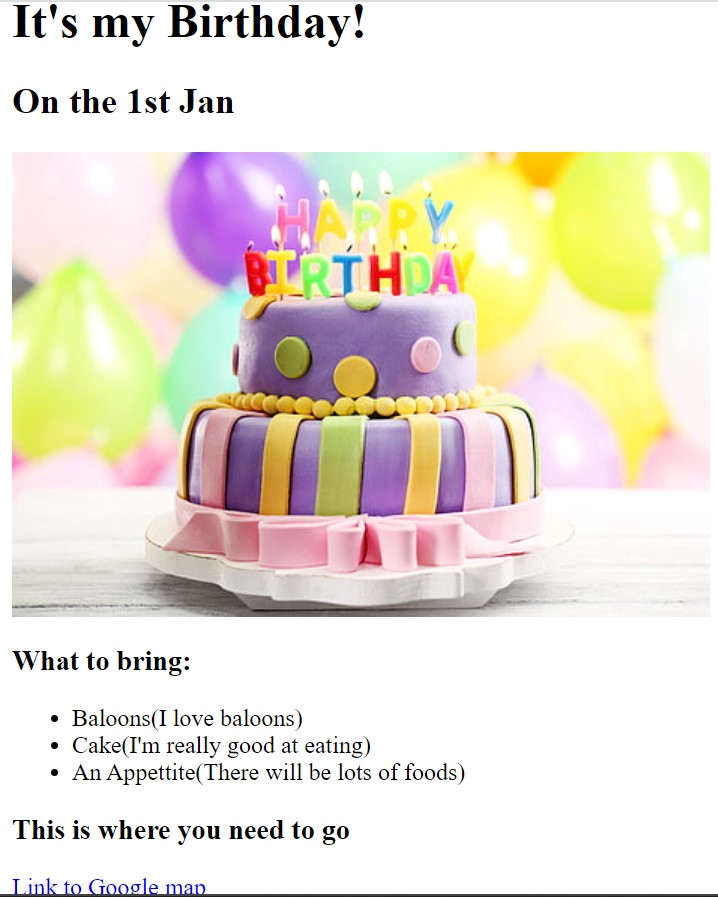 It's my Birthday!
On the 1st Jan
HAPPY
BIRTHDAY
What to bring:
Baloons(I love baloons)
Cake(I'm really good at eating)
An Appettite(There will be lots of foods)
This is where you need to go
Link to Google map